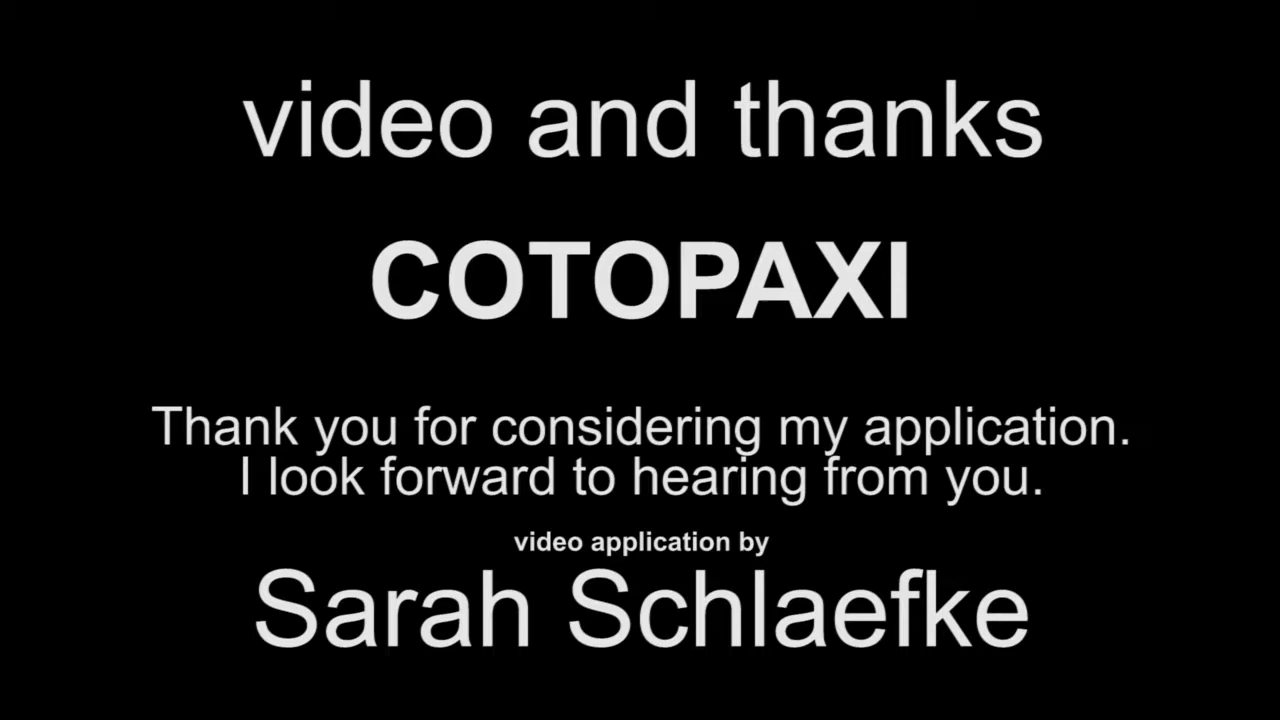 video and thanks
COTOPAXI
Thank you for considering my application.
I look forward to hearing from you.
video application by
Sarah Schlaefke